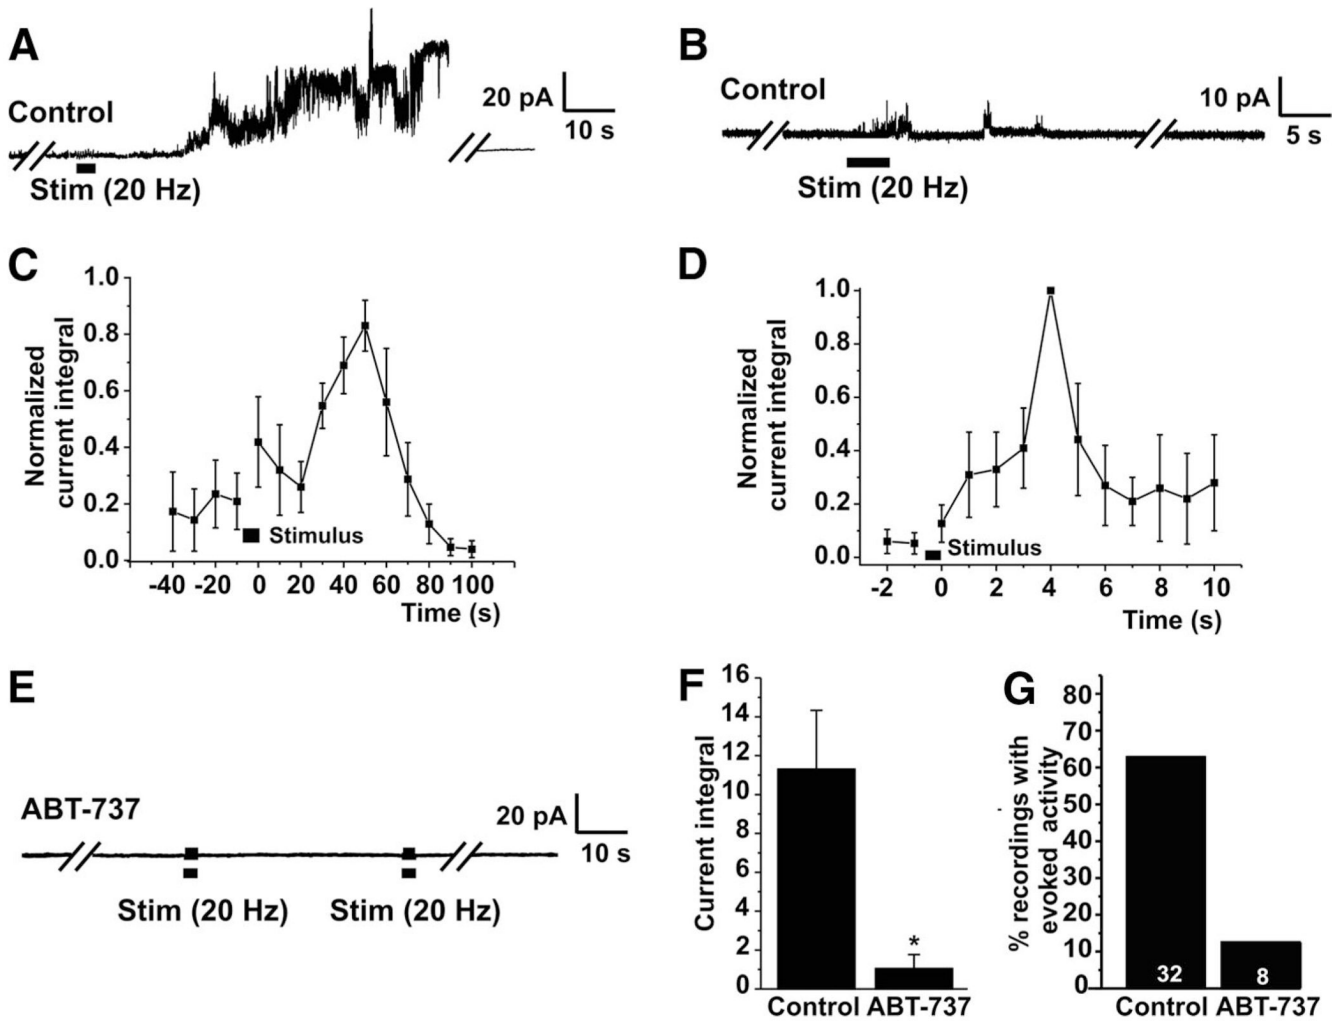 A
Control
20 pA
10 s
Stim (20 Hz)
B
Control
10 pA
5 s
Stim (20 Hz)
C
Normalized
current integral
1.0
0.8
0.6
0.4
0.2
0.0
Stimulus
-40 -20 0 20 40 60 80 100
Time (s)
D
Normalized
current integral
1.0
0.8
0.6
0.4
0.2
0.0
Stimulus
-2 0 2 4 6 8 10
Time (s)
E
ABT-737
20 pA
10 s
Stim (20 Hz) Stim (20 Hz)
F
Current integral
16
14
12
10
8
6
4
2
0
*
Control ABT-737
G
% recordings with
evoked activity
80
70
60
50
40
30
20
10
0
32 8
Control ABT-737